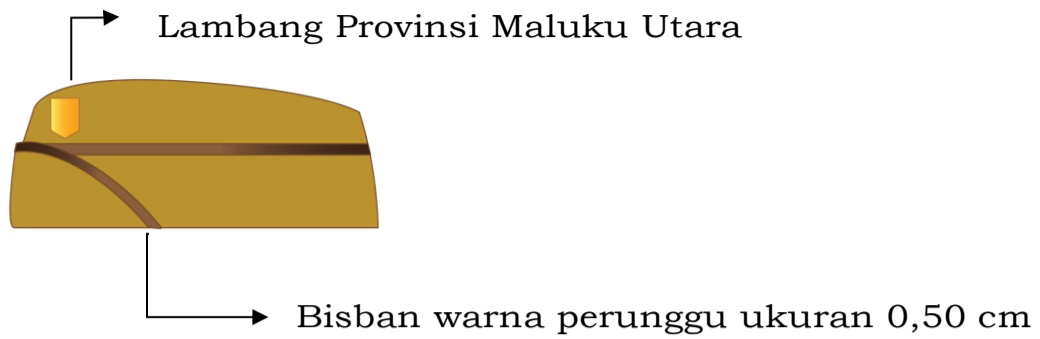 Lambang Provinsi Maluku Utara
Bisban warna perunggu ukuran 0,50 cm